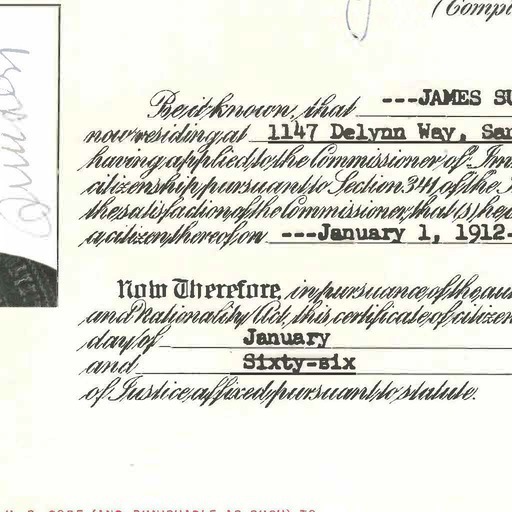 (Comp
Be it known, that ---JAMES SU
now residing at 1147 Delynn Way, San
having applied to the Commissioner of Im
citizenship pursuant to Section 341 of the I
the satisfaction of the Commissioner, that (s)he
a citizen thereof on ---January 1, 1912-
Now Therefore, in pursuance of the au
and Nationality Act, this certificate of citizen
day of January
and Sixty-six
of Justice affixed pursuant to statute.